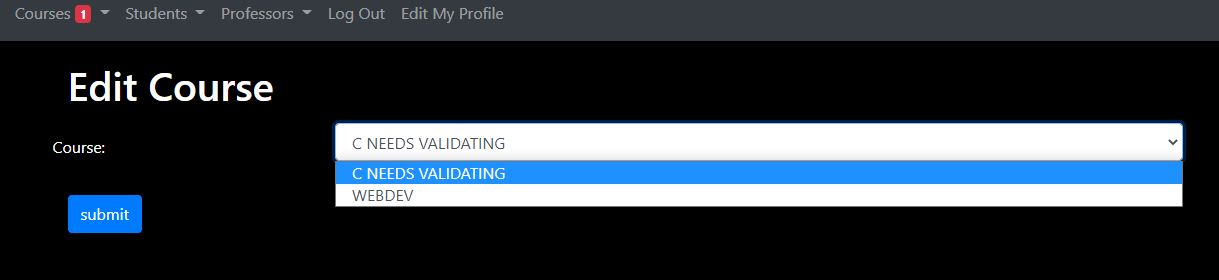 Courses 1 Students Professors Log Out Edit My Profile
Edit Course
Course: C NEEDS VALIDATING
C NEEDS VALIDATING
WEBDEV
submit